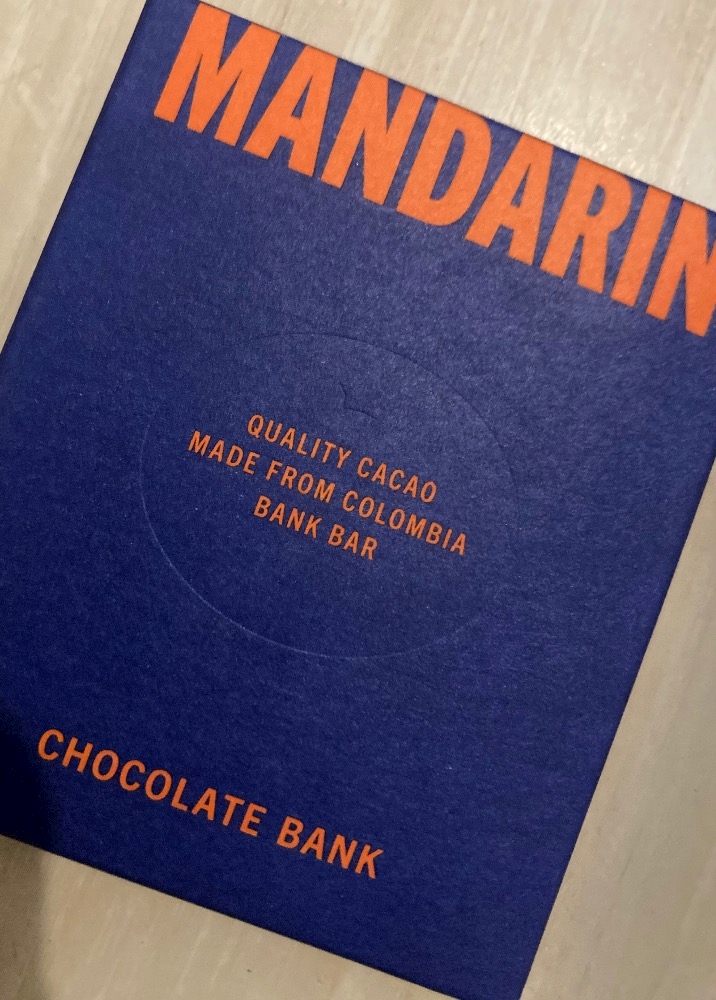 MANDARIN
QUALITY CACAO
MADE FROM COLOMBIA
BANK BAR
CHOCOLATE BANK